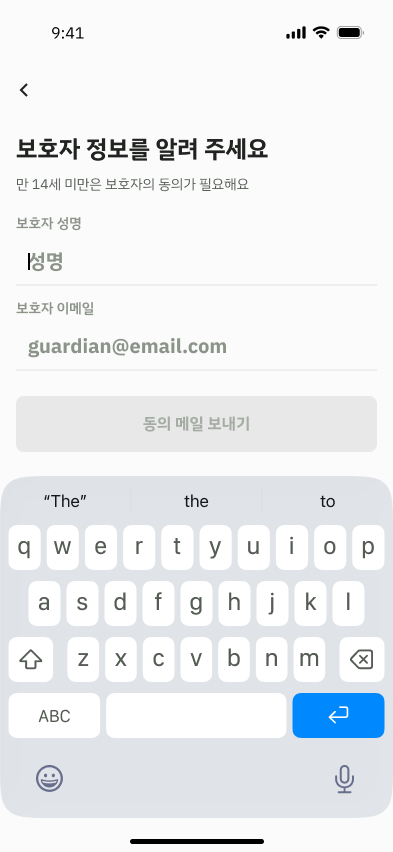 9:41
보호자 정보를 알려 주세요
만 14세 미만은 보호자의 동의가 필요해요
보호자 성명
성명
보호자 이메일
guardian@email.com
동의 메일 보내기
“The” the to
q w e r t y u i o p
a s d f g h j k l
z x c v b n m
ABC